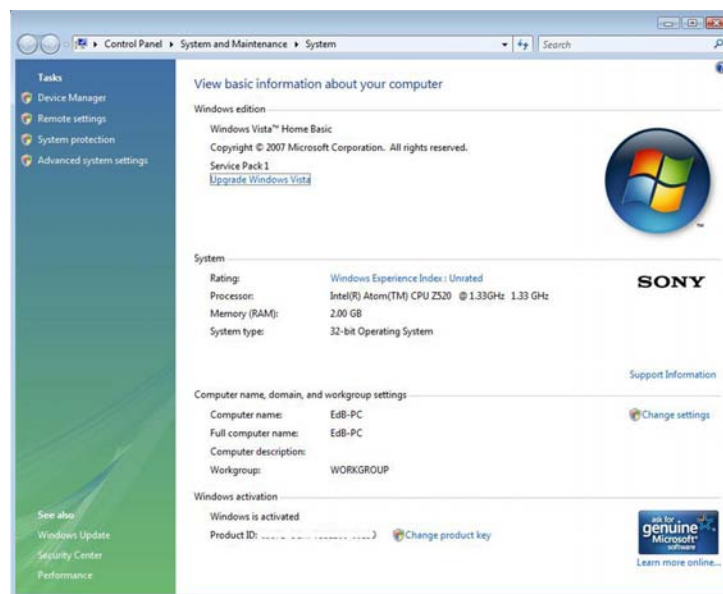 Control Panel ▸ System and Maintenance ▸ System
Search
Tasks
Device Manager
Remote settings
System protection
Advanced system settings
See also
Windows Update
Security Center
Performance
View basic information about your computer
Windows edition
Windows Vista™ Home Basic
Copyright © 2007 Microsoft Corporation. All rights reserved.
Service Pack 1
Upgrade Windows Vista
TM
System
Rating: Windows Experience Index : Unrated
Processor: Intel(R) Atom(TM) CPU Z520 @ 1.33GHz 1.33 GHz
Memory (RAM): 2.00 GB
System type: 32-bit Operating System
SONY
Support Information
Computer name, domain, and workgroup settings
Computer name: EdB-PC
Change settings
Full computer name: EdB-PC
Computer description:
Workgroup: WORKGROUP
Windows activation
Windows is activated
Product ID:
Change product key
ask for
genuine
Microsoft
software
Learn more online...